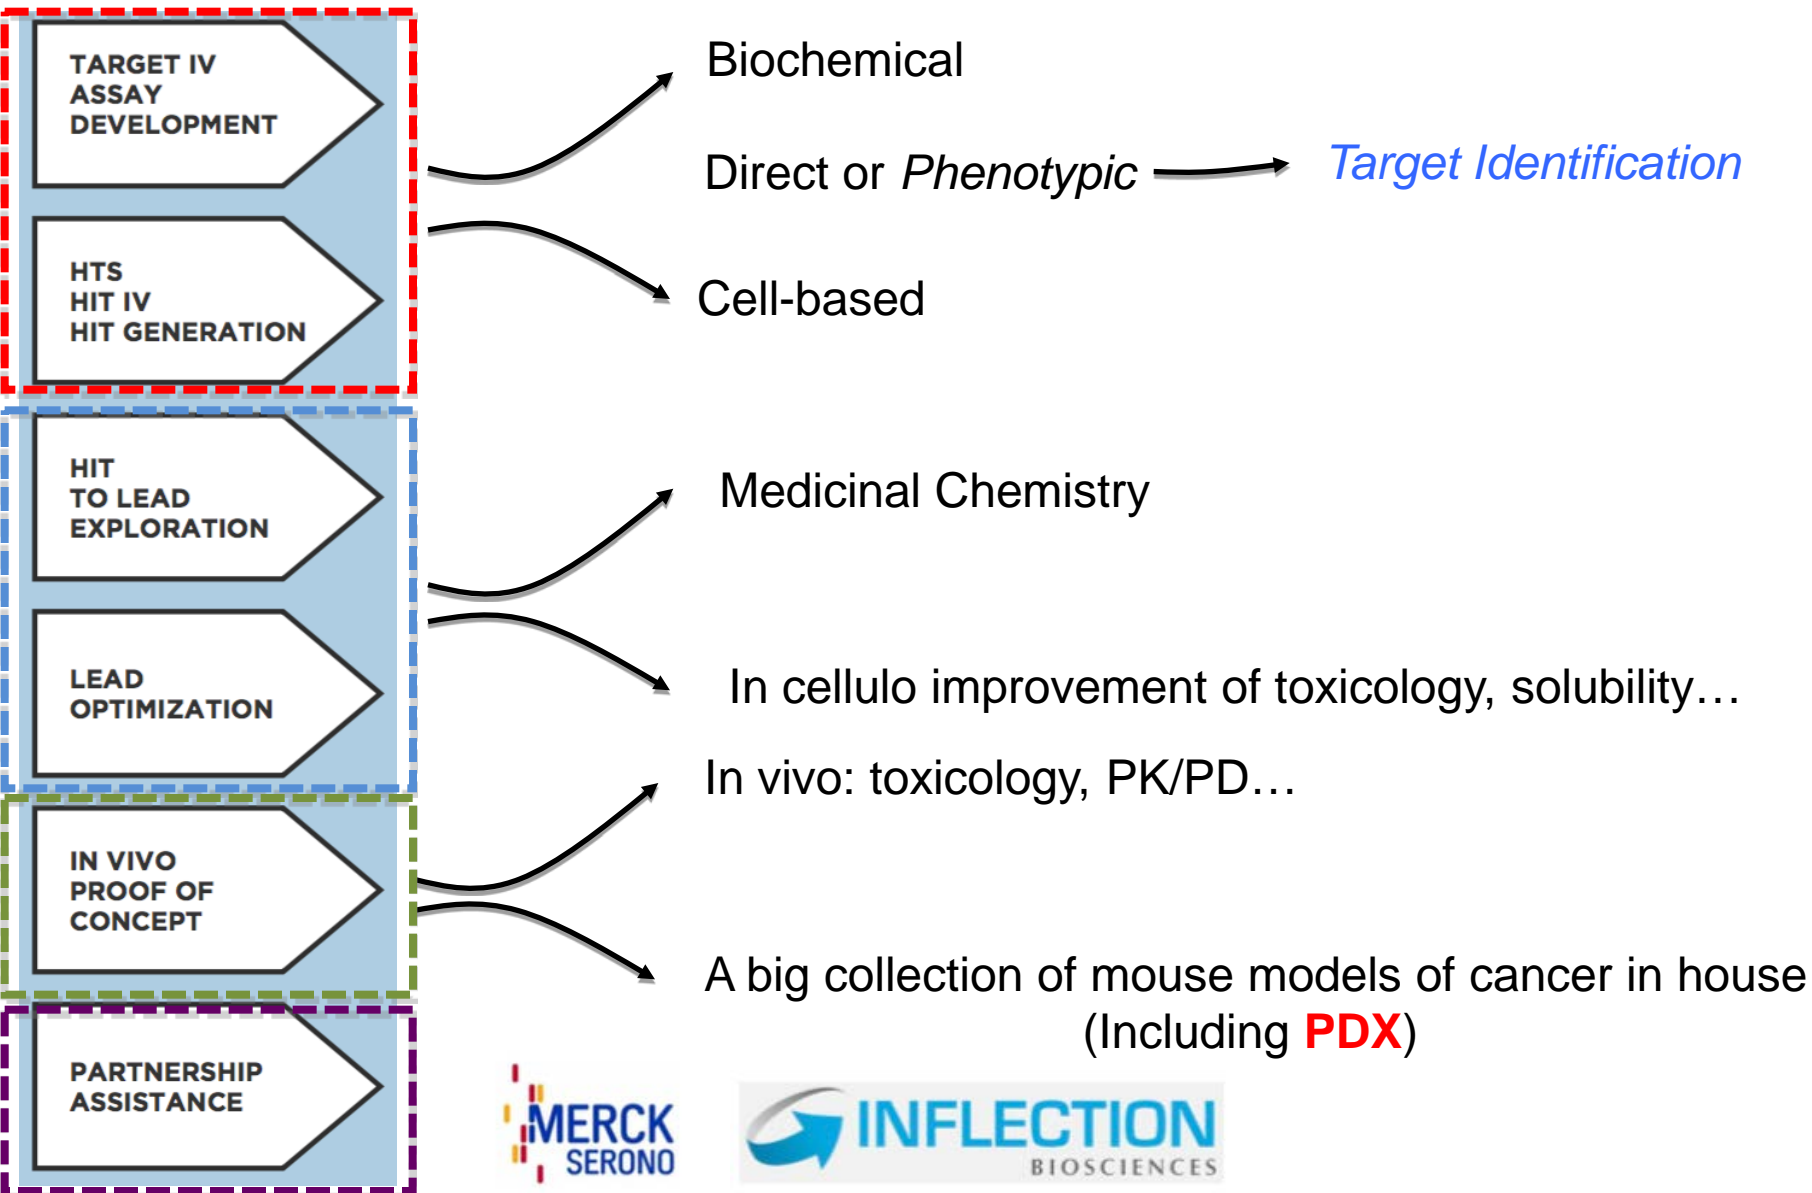 TARGET IV
ASSAY
DEVELOPMENT
Biochemical
Direct or Phenotypic
Target Identification
HTS
HIT IV
HIT GENERATION
Cell-based
HIT
TO LEAD
EXPLORATION
Medicinal Chemistry
LEAD
OPTIMIZATION
In cellulo improvement of toxicology, solubility…
In vivo: toxicology, PK/PD…
IN VIVO
PROOF OF
CONCEPT
A big collection of mouse models of cancer in house
(Including PDX)
PARTNERSHIP
ASSISTANCE
MERCK
SERONO
INFLECTION
BIOSCIENCES